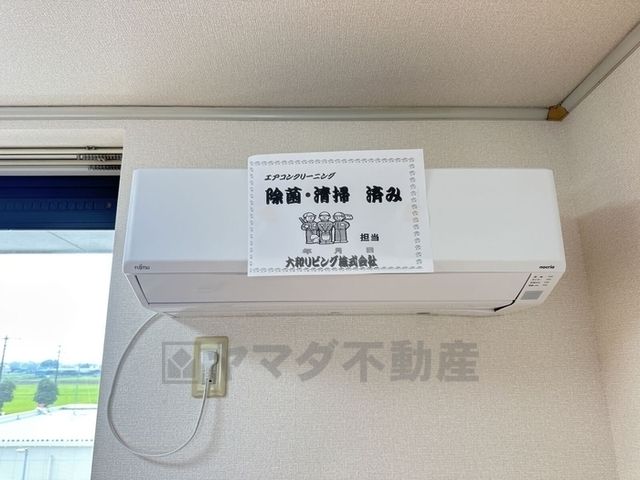 エアコンクリーニング
除菌・清掃 済み
担当
年 月 日
大和リビング株式会社
FUJITSU
nocria
ヤマダ不動産